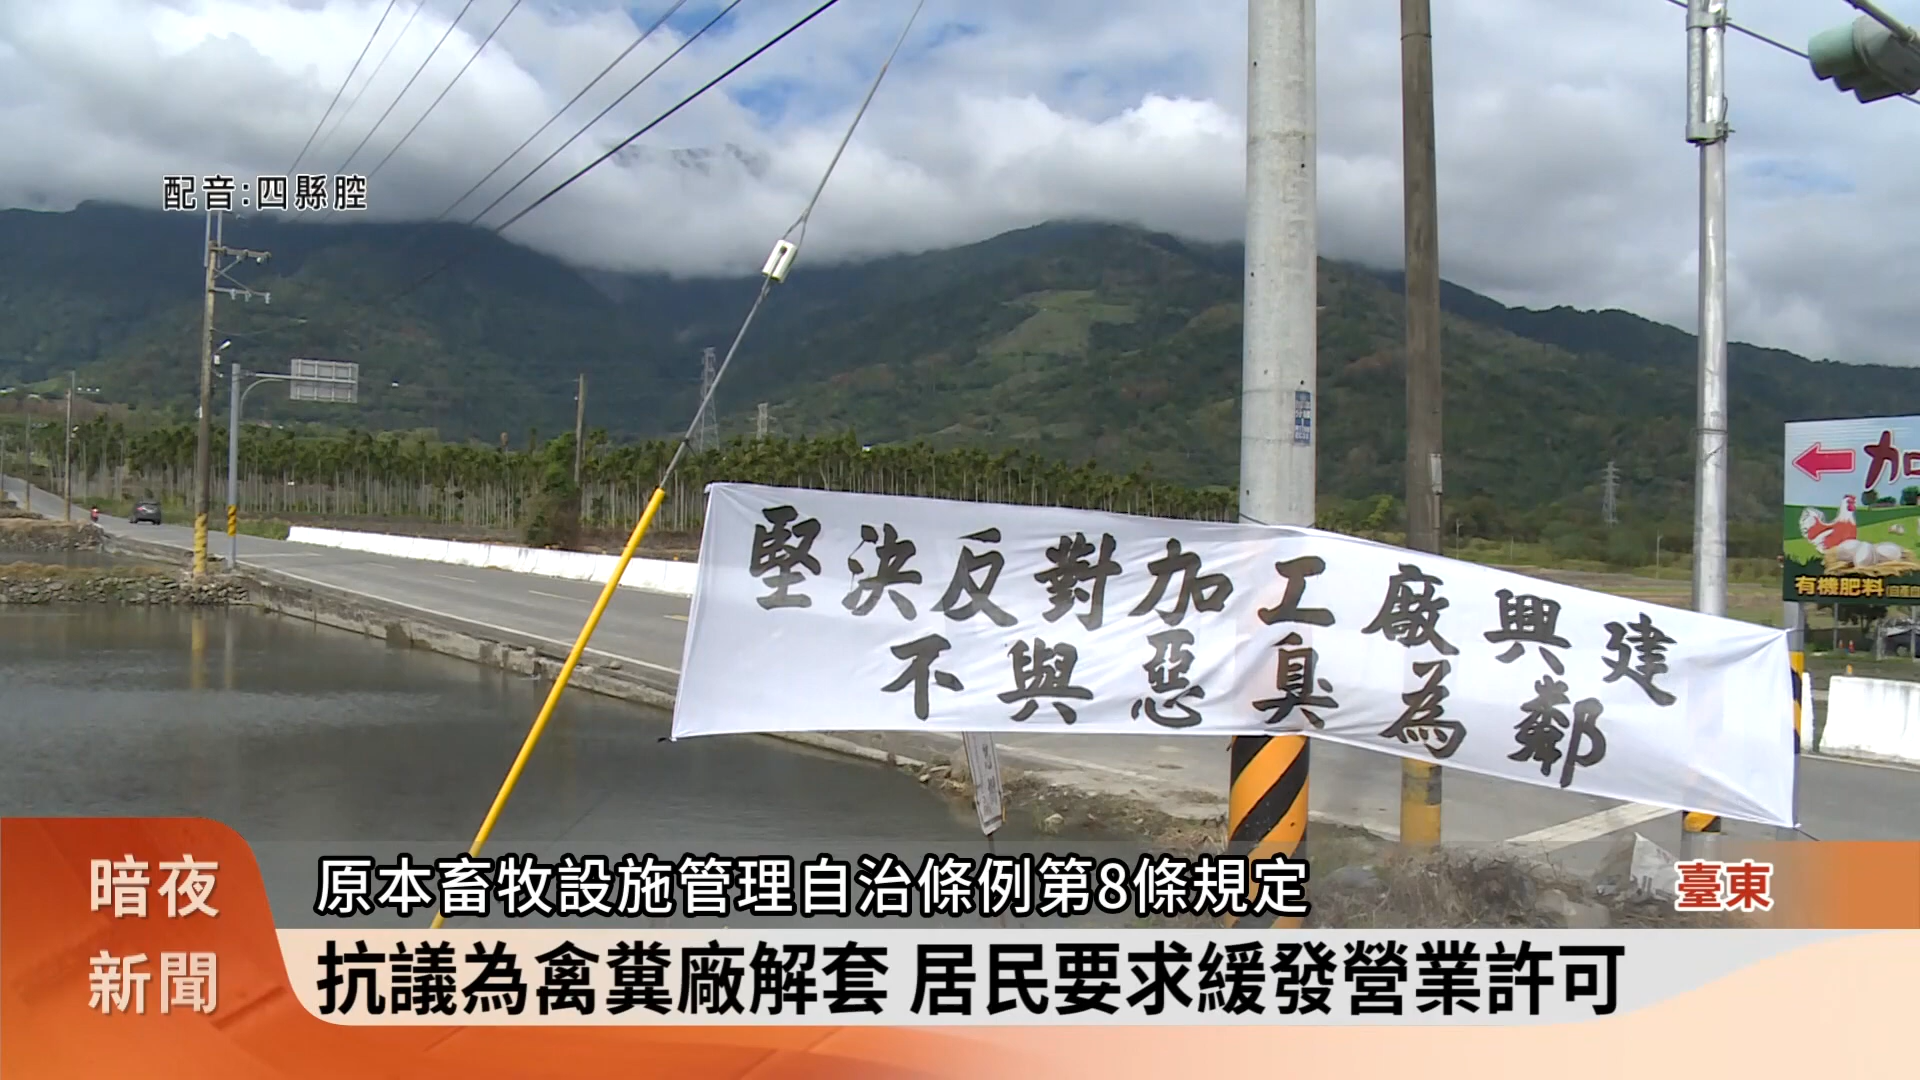 配音:四縣腔
加
有機肥料
堅決反對加工廠興建
不與惡臭為鄰
暗夜
新聞
原本畜牧設施管理自治條例第8條規定
臺東
抗議為禽糞廠解套 居民要求緩發營業許可